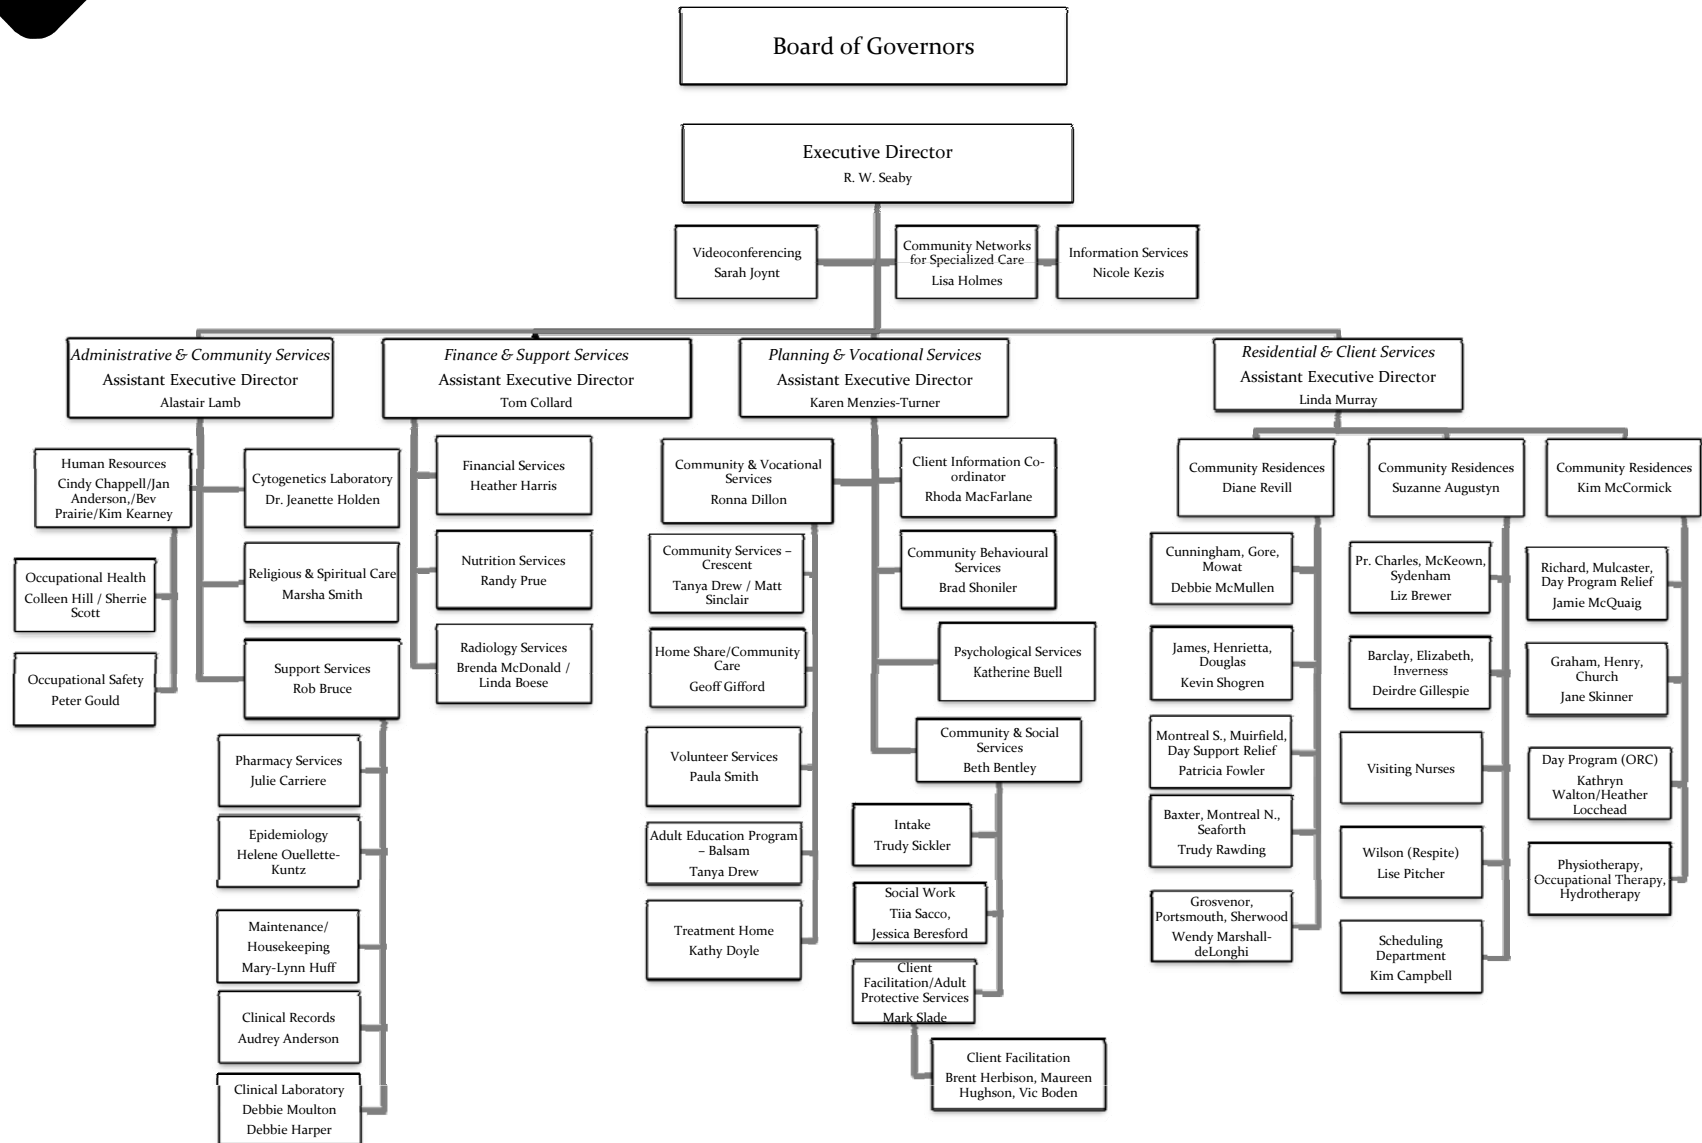 Board of Governors
Executive Director
R. W. Seaby
Videoconferencing
Sarah Joynt
Community Networks
for Specialized Care
Lisa Holmes
Information Services
Nicole Kezis
Administrative & Community Services
Assistant Executive Director
Alastair Lamb
Finance & Support Services
Assistant Executive Director
Tom Collard
Planning & Vocational Services
Assistant Executive Director
Karen Menzies-Turner
Residential & Client Services
Assistant Executive Director
Linda Murray
Human Resources
Cindy Chappell/Jan
Anderson,/Bev
Prairie/Kim Kearney
Occupational Health
Colleen Hill / Sherrie
Scott
Occupational Safety
Peter Gould
Cytogenetics Laboratory
Dr. Jeanette Holden
Religious & Spiritual Care
Marsha Smith
Support Services
Rob Bruce
Pharmacy Services
Julie Carriere
Epidemiology
Helene Ouellette-
Kuntz
Maintenance/
Housekeeping
Mary-Lynn Huff
Clinical Records
Audrey Anderson
Clinical Laboratory
Debbie Moulton
Debbie Harper
Financial Services
Heather Harris
Nutrition Services
Randy Prue
Radiology Services
Brenda McDonald /
Linda Boese
Community & Vocational
Services
Ronna Dillon
Community Services –
Crescent
Tanya Drew / Matt
Sinclair
Home Share/Community
Care
Geoff Gifford
Volunteer Services
Paula Smith
Adult Education Program
– Balsam
Tanya Drew
Treatment Home
Kathy Doyle
Client Information Co-
ordinator
Rhoda MacFarlane
Community Behavioural
Services
Brad Shoniler
Psychological Services
Katherine Buell
Community & Social
Services
Beth Bentley
Intake
Trudy Sickler
Social Work
Tiia Sacco,
Jessica Beresford
Client
Facilitation/Adult
Protective Services
Mark Slade
Client Facilitation
Brent Herbison, Maureen
Hughson, Vic Boden
Community Residences
Diane Revill
Cunningham, Gore,
Mowat
Debbie McMullen
James, Henrietta,
Douglas
Kevin Shogren
Montreal S., Muirfield,
Day Support Relief
Patricia Fowler
Baxter, Montreal N.,
Seaforth
Trudy Rawding
Grosvenor,
Portsmouth, Sherwood
Wendy Marshall-
deLonghi
Community Residences
Suzanne Augustyn
Pr. Charles, McKeown,
Sydenham
Liz Brewer
Barclay, Elizabeth,
Inverness
Deirdre Gillespie
Visiting Nurses
Wilson (Respite)
Lise Pitcher
Scheduling
Department
Kim Campbell
Community Residences
Kim McCormick
Richard, Mulcaster,
Day Program Relief
Jamie McQuaig
Graham, Henry,
Church
Jane Skinner
Day Program (ORC)
Kathryn
Walton/Heather
Locchead
Physiotherapy,
Occupational Therapy,
Hydrotherapy